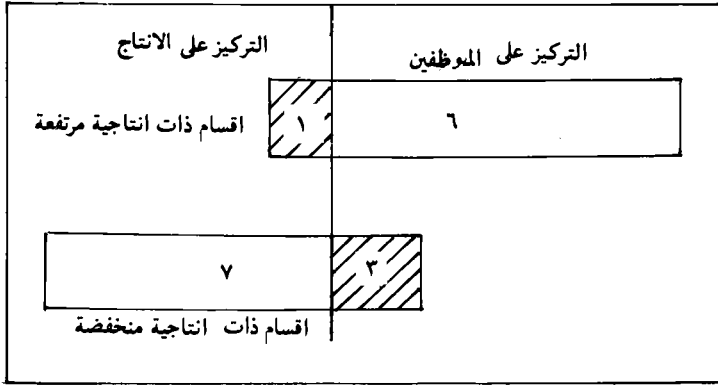 التركيز على الموظفين
التركيز على الانتاج
٦
١
اقسام ذات انتاجية مرتفعة
٣
٧
اقسام ذات انتاجية منخفضة